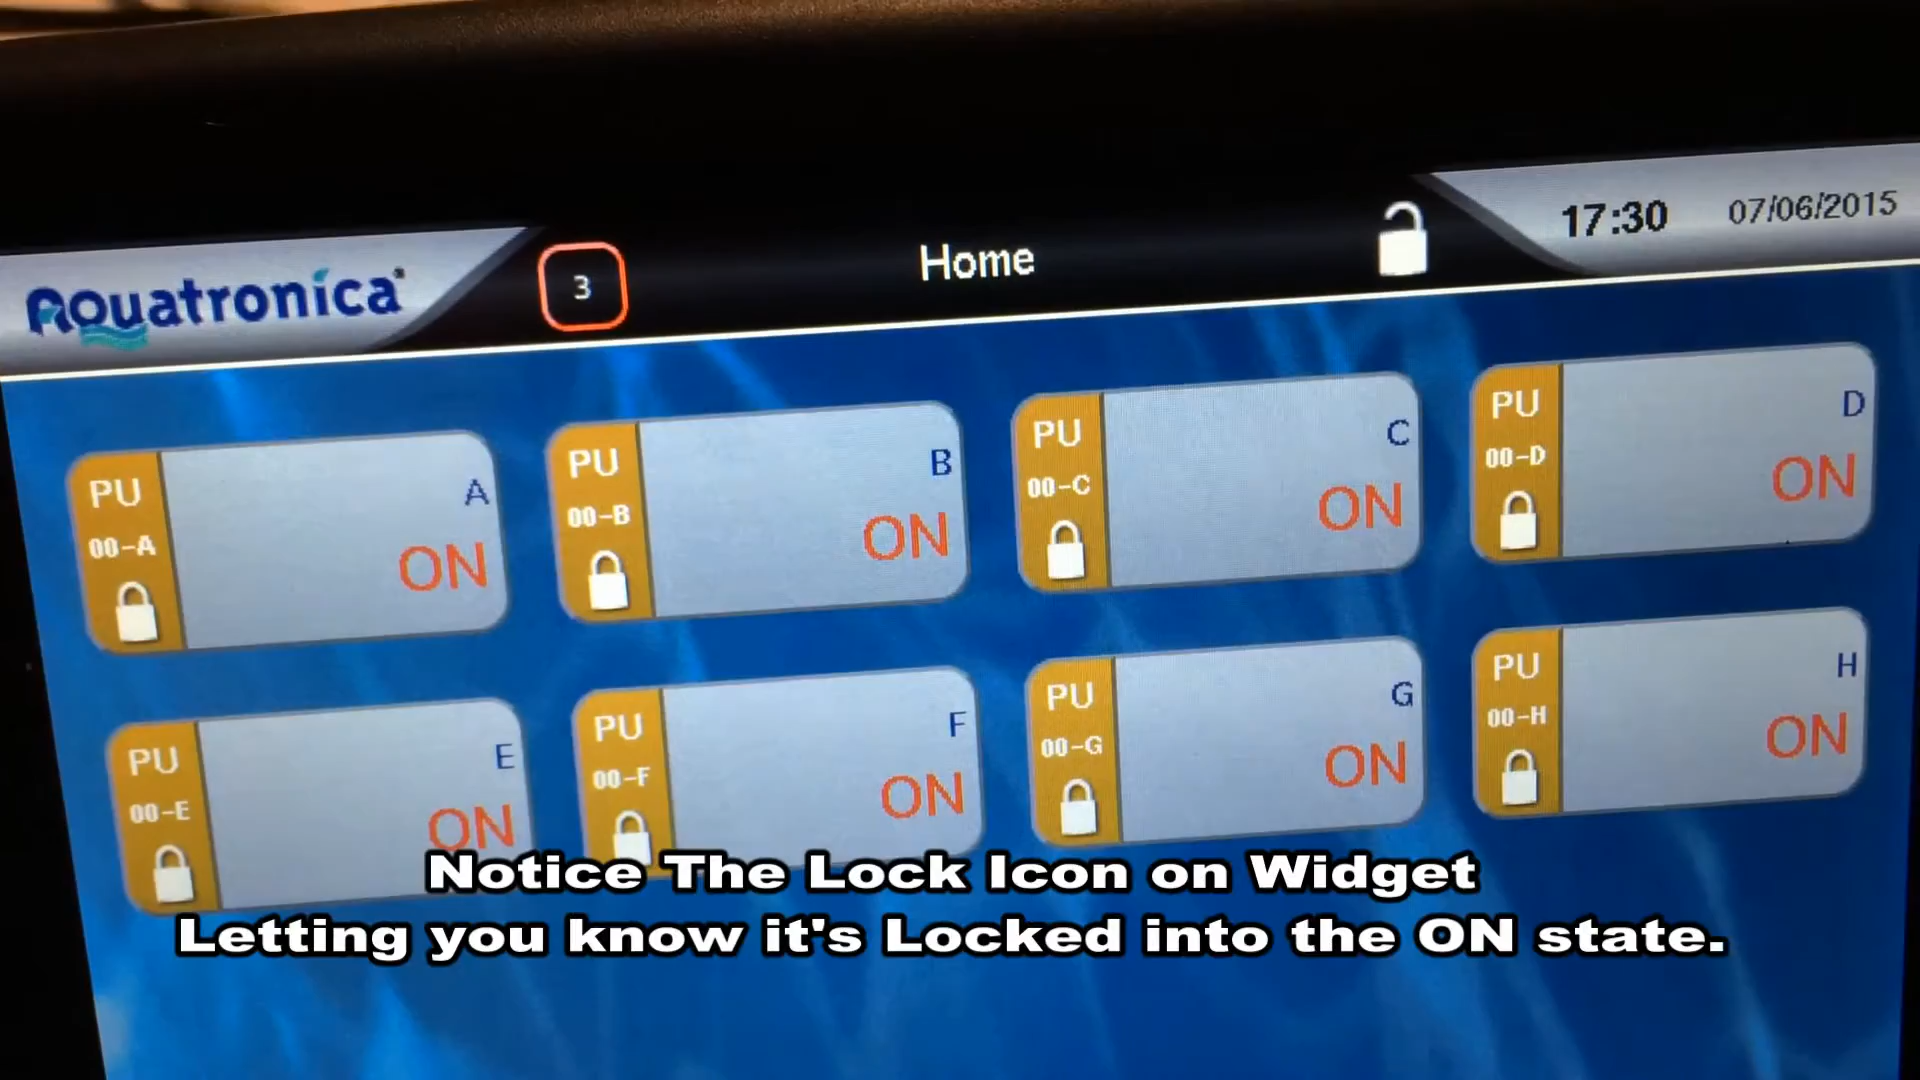 Aquatronica
3
Home
17:30 07/06/2015
PU
00-A
A
ON
PU
00-B
B
ON
PU
00-C
C
ON
PU
00-D
D
ON
PU
00-E
E
ON
PU
00-F
F
ON
PU
00-G
G
ON
PU
00-H
H
ON
Notice The Lock Icon on Widget
Letting you know it's Locked into the ON state.